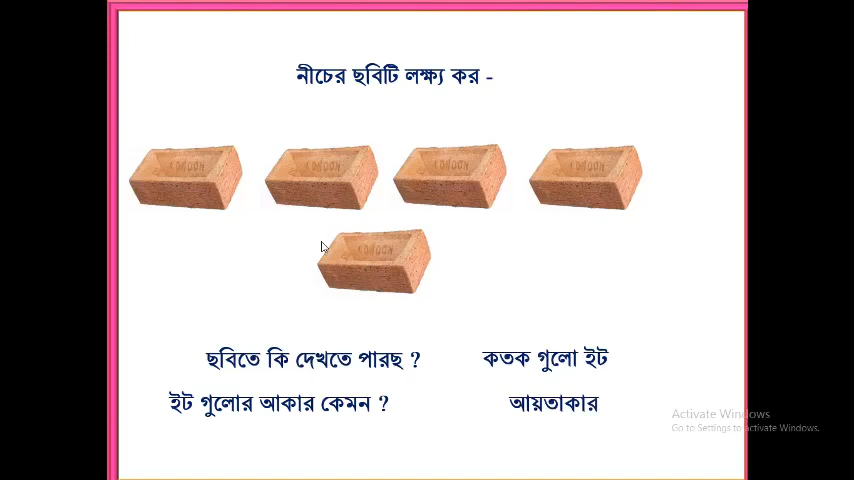 নীচের ছবিটি লক্ষ্য কর -
ছবিতে কি দেখতে পারছ ? কতক গুলো ইট
ইট গুলোর আকার কেমন ? আয়তাকার
Activate Windows
Go to Settings to activate Windows.